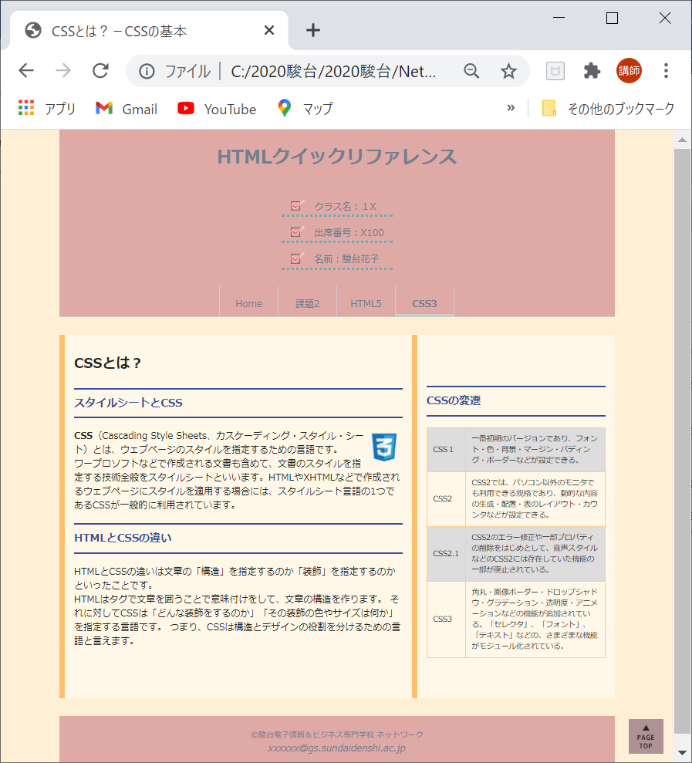 CSSとは？－CSSの基本
ファイル | C:/2020駿台/2020駿台/Net...
講師
アプリ Gmail YouTube マップ » その他のブックマーク
HTMLクイックリファレンス
クラス名：１X
出席番号：X100
名前：駿台花子
Home 課題2 HTML5 CSS3
CSSとは？
スタイルシートとCSS
CSS（Cascading Style Sheets、カスケーディング・スタイル・シー
ト）とは、ウェブページのスタイルを指定するための言語です。
ワープロソフトなどで作成される文書も含めて、文書のスタイルを指
定する技術全般をスタイルシートといいます。HTMLやXHTMLなどで作成され
るウェブページにスタイルを適用する場合には、スタイルシート言語の1つで
あるCSSが一般的に利用されています。
HTMLとCSSの違い
HTMLとCSSの違いは文章の「構造」を指定するのか「装飾」を指定するのか
といったことです。
HTMLはタグで文章を囲うことで意味付けをして、文章の構造を作ります。 そ
れに対してCSSは「どんな装飾をするのか」「その装飾の色やサイズは何か」
を指定する言語です。 つまり、CSSは構造とデザインの役割を分けるための言
語と言えます。
CSSの変遷
CSS１ 一番初期のバージョンであり、フォン
ト・色・背景・マージン・パディン
グ・ボーダーなどが設定できる。
CSS2 CSS2では、パソコン以外のモニタで
も利用できる規格であり、動的な内容
の生成・配置・表のレイアウト・カウ
ンタなどが設定できる。
CSS2.1 CSS2のエラー修正や一部プロパティ
の削除をはじめとして、音声スタイル
などのCSS2には存在していた機能の
一部が廃止されている。
CSS3 角丸・画像ボーダー・ドロップシャド
ウ・グラデーション・透明度・アニメ
ーションなどの機能が追加されてい
る。「セレクタ」、「フォント」、
「テキスト」などの、さまざまな機能
がモジュール化されている。
©駿台電子情報＆ビジネス専門学校 ネットワーク
xxxxxx@gs.sundaidenshi.ac.jp
▲
PAGE
TOP